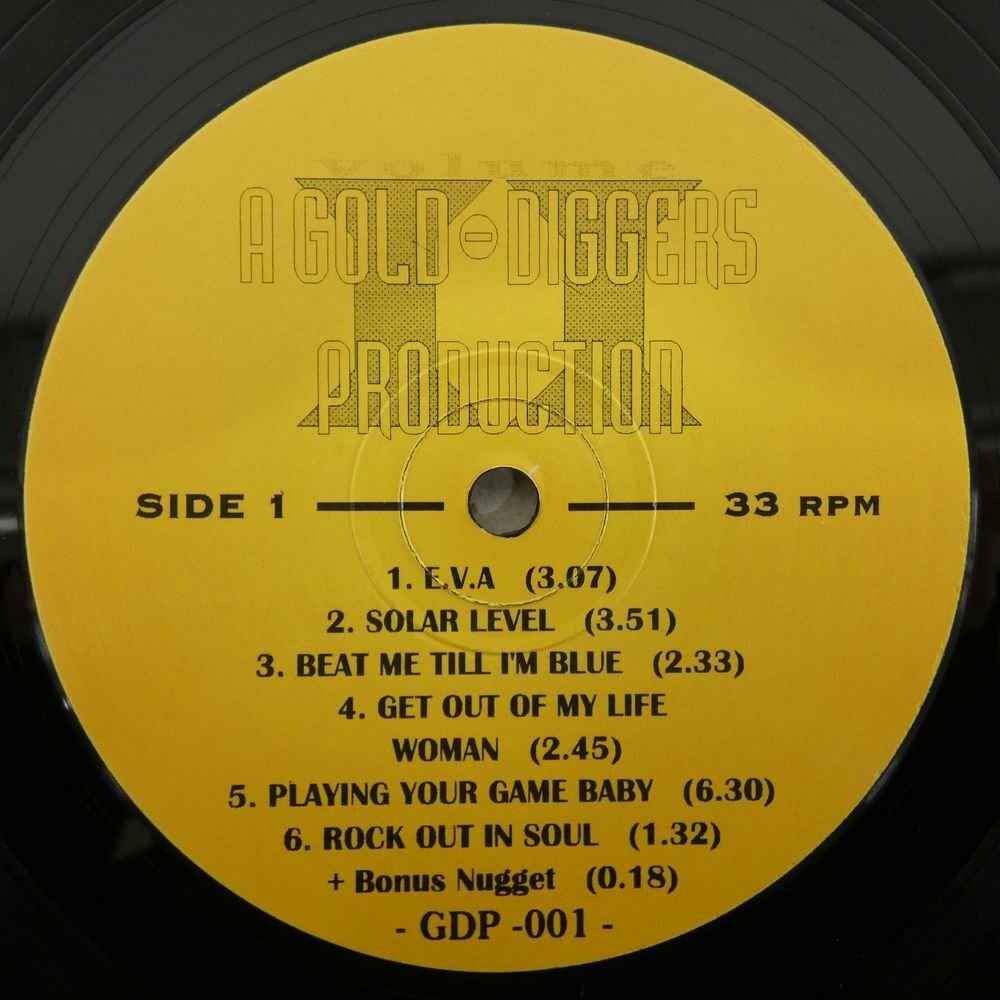 Volume
II
A GOLD-DIGGERS
PRODUCTION
SIDE 1
33 RPM
1. E.V.A (3.07)
2. SOLAR LEVEL (3.51)
3. BEAT ME TILL I'M BLUE (2.33)
4. GET OUT OF MY LIFE
WOMAN (2.45)
5. PLAYING YOUR GAME BABY (6.30)
6. ROCK OUT IN SOUL (1.32)
+ Bonus Nugget (0.18)
- GDP -001 -